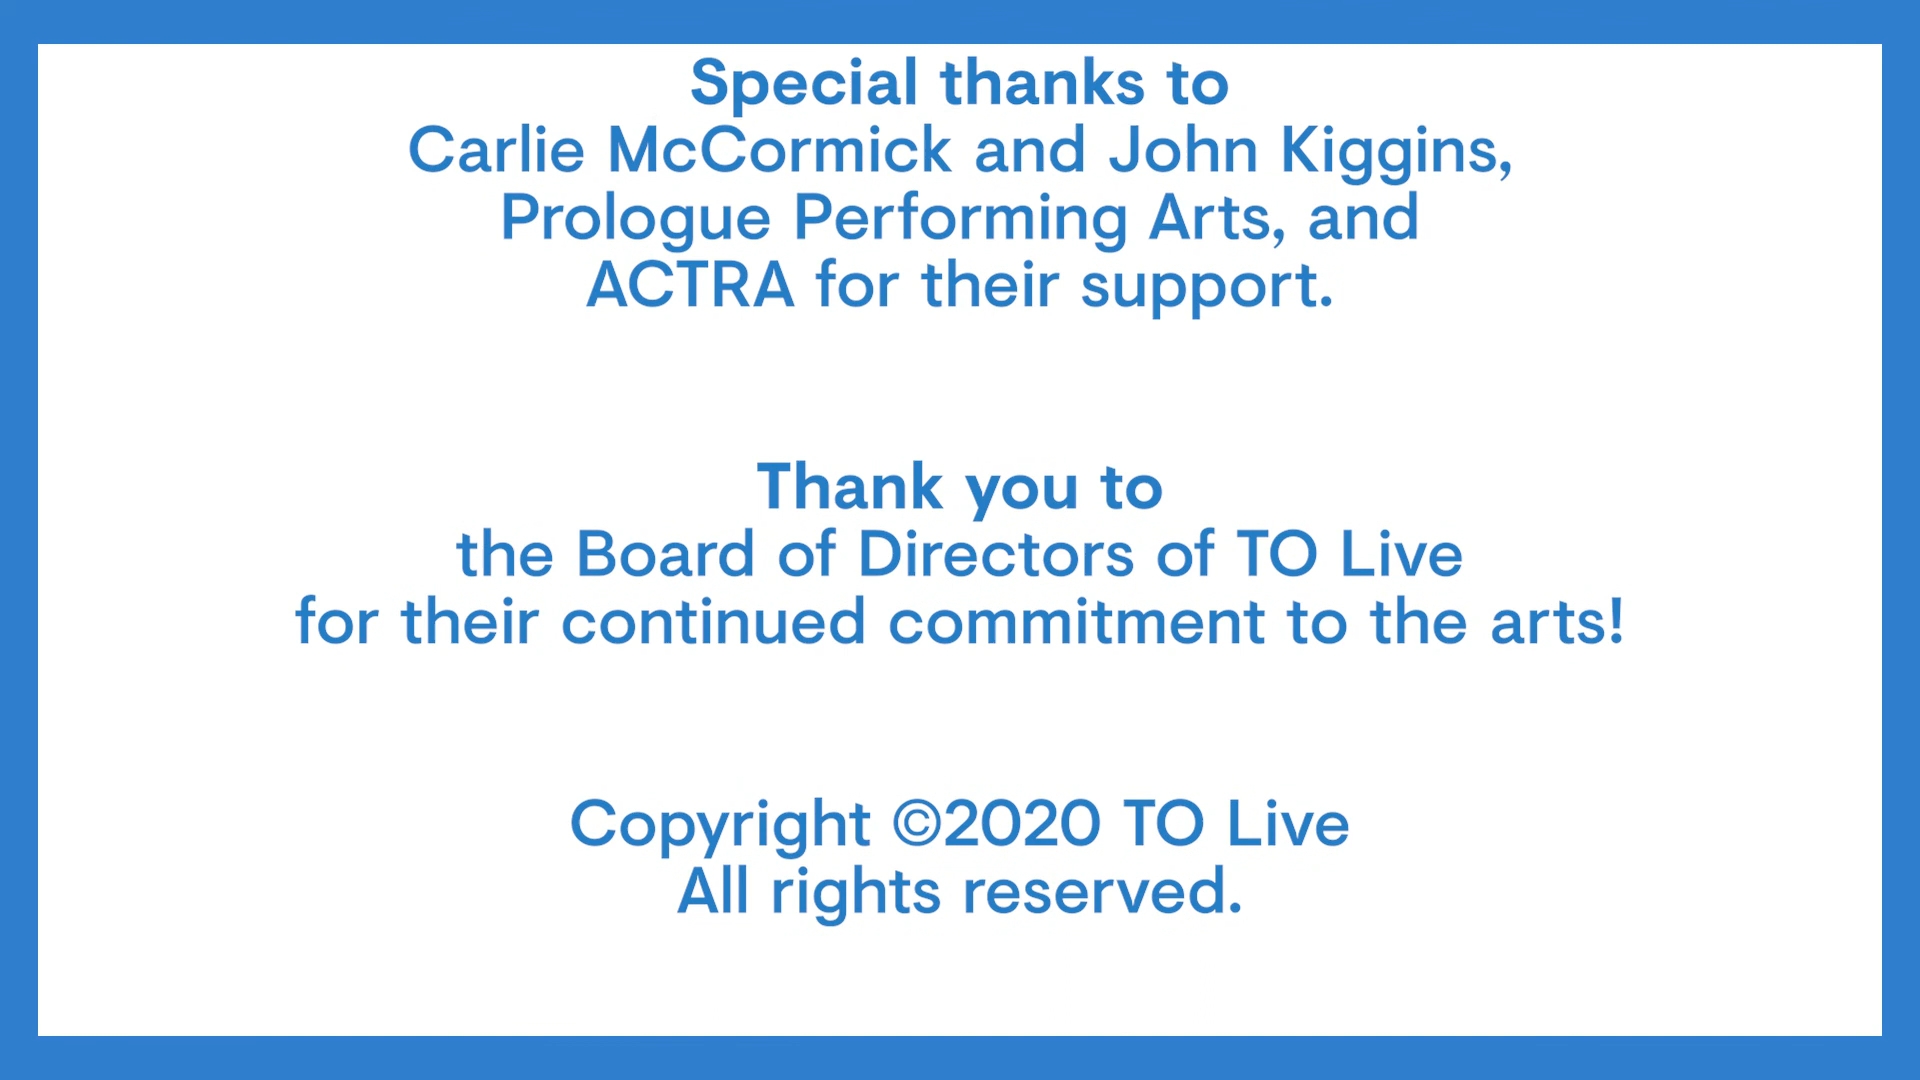 Special thanks to
Carlie McCormick and John Kiggins,
Prologue Performing Arts, and
ACTRA for their support.
Thank you to
the Board of Directors of TO Live
for their continued commitment to the arts!
Copyright ©2020 TO Live
All rights reserved.